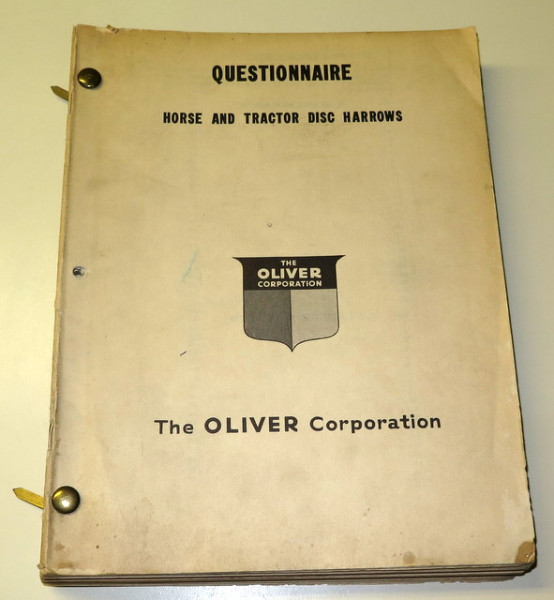 QUESTIONNAIRE
HORSE AND TRACTOR DISC HARROWS
THE
OLIVER
CORPORATION
The OLIVER Corporation